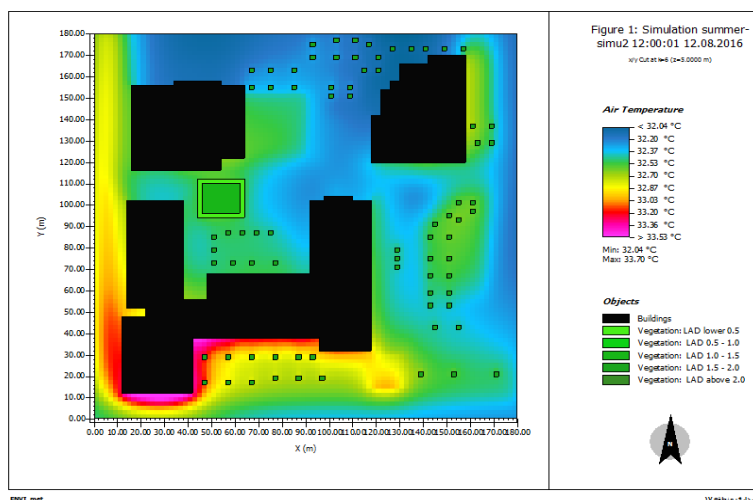 Figure 1: Simulation summer-
simu2 12:00:01 12.08.2016
x/y Cut at k=6 (z=5.0000 m)
Air Temperature
< 32.04 °C
32.20 °C
32.37 °C
32.53 °C
32.70 °C
32.87 °C
33.03 °C
33.20 °C
33.36 °C
> 33.53 °C
Min: 32.04 °C
Max: 33.70 °C
Objects
Buildings
Vegetation: LAD lower 0.5
Vegetation: LAD 0.5 - 1.0
Vegetation: LAD 1.0 - 1.5
Vegetation: LAD 1.5 - 2.0
Vegetation: LAD above 2.0
N
180.00
170.00
160.00
150.00
140.00
130.00
120.00
110.00
100.00
90.00
80.00
70.00
60.00
50.00
40.00
30.00
20.00
10.00
0.00
Y (m)
0.00 10.00 20.00 30.00 40.00 50.00 60.00 70.00 80.00 90.00 100.00 110.00 120.00 130.00 140.00 150.00 160.00 170.00 180.00
X (m)